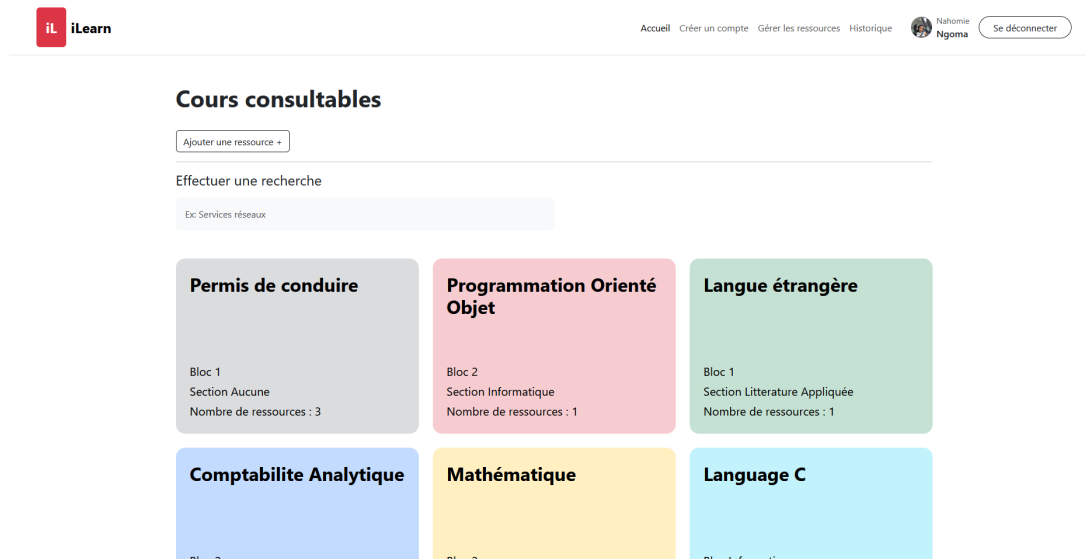 iL iLearn
Accueil Créer un compte Gérer les ressources Historique
Nahomie
Ngoma
Se déconnecter
Cours consultables
Ajouter une ressource +
Effectuer une recherche
Ex: Services réseaux
Permis de conduire
Bloc 1
Section Aucune
Nombre de ressources : 3
Programmation Orienté
Objet
Bloc 2
Section Informatique
Nombre de ressources : 1
Langue étrangère
Bloc 1
Section Litterature Appliquée
Nombre de ressources : 1
Comptabilite Analytique
Mathématique
Language C